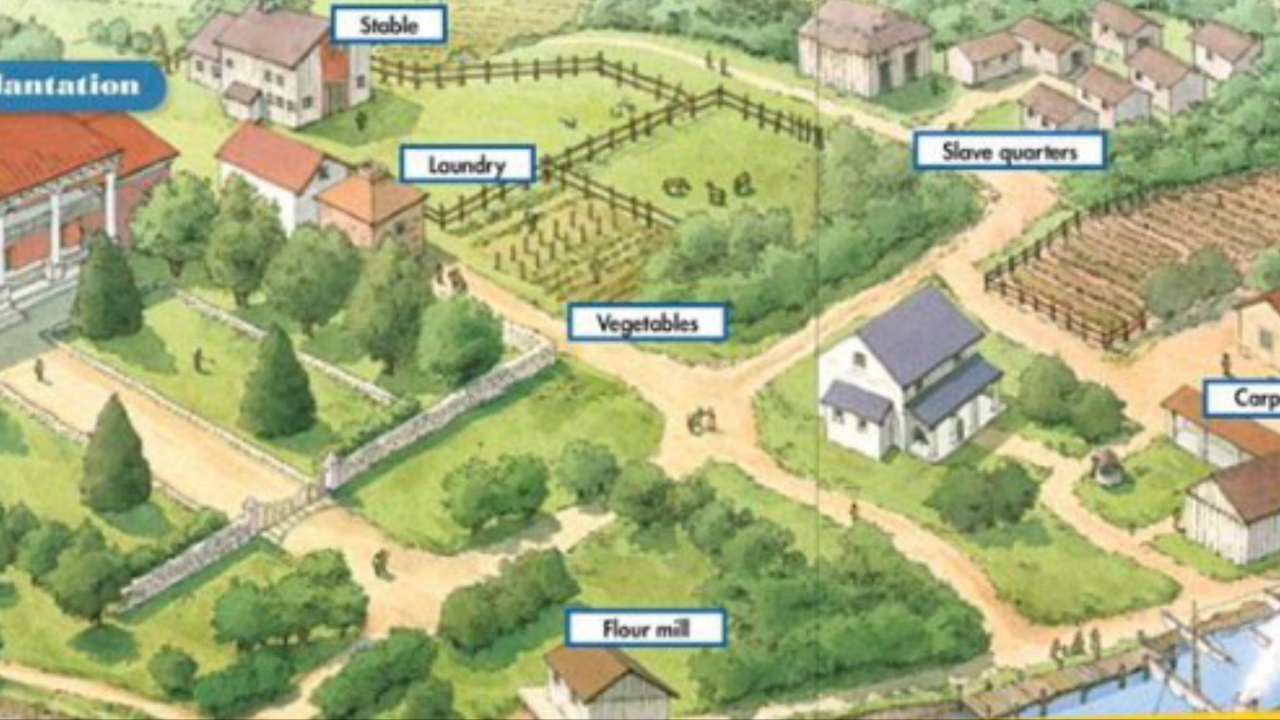 Stable
lantation
Laundry
Slave quarters
Vegetables
Carp
Flour mill